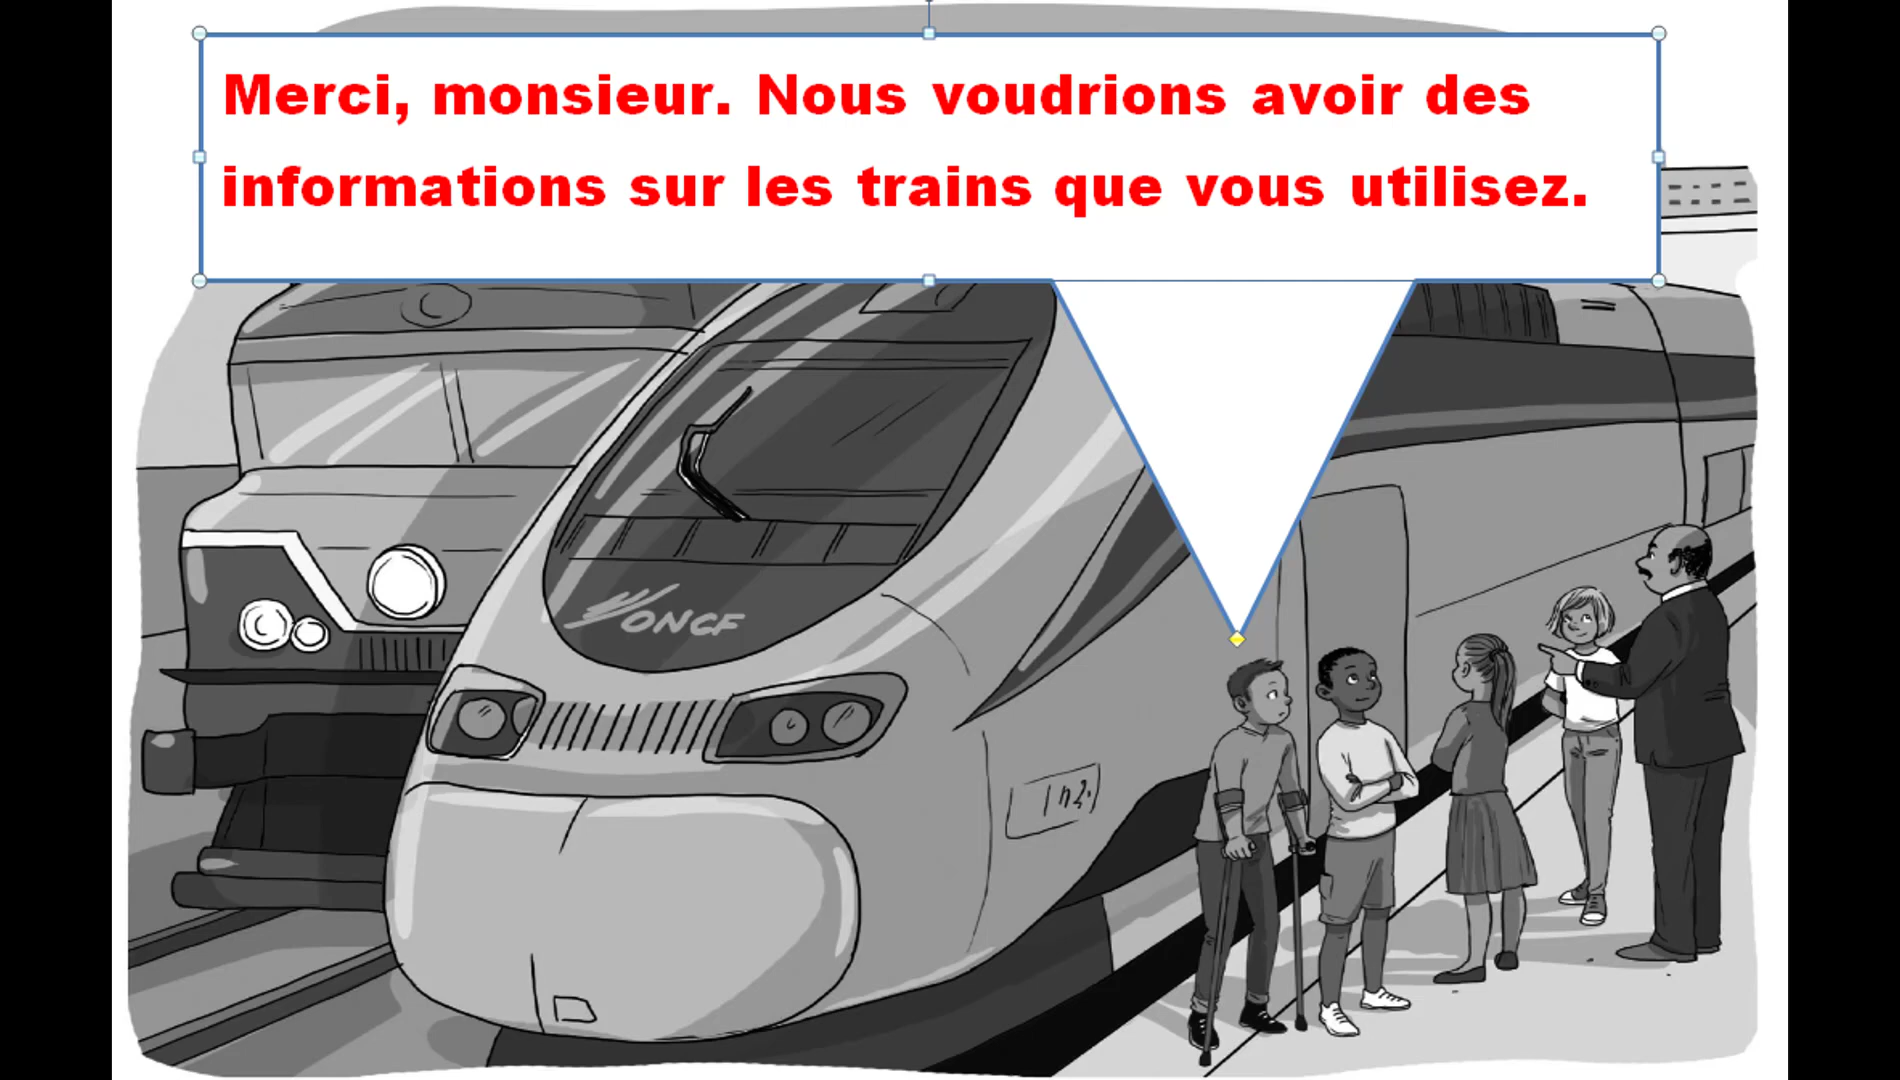 Merci, monsieur. Nous voudrions avoir des
informations sur les trains que vous utilisez.
ONCF